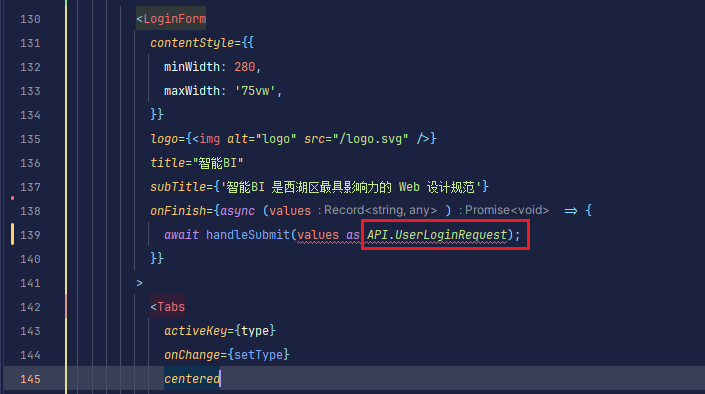 130 <LoginForm
131 contentStyle={{
132 minWidth: 280,
133 maxWidth: '75vw',
134 }}
135 logo={<img alt="logo" src="/logo.svg" />}
136 title="智能BI"
137 subTitle={'智能BI 是西湖区最具影响力的 Web 设计规范'}
138 onFinish={async (values : Record<string, any> ) : Promise<void> => {
139 await handleSubmit(values as API.UserLoginRequest);
140 }}
141 >
142 <Tabs
143 activeKey={type}
144 onChange={setType}
145 centered